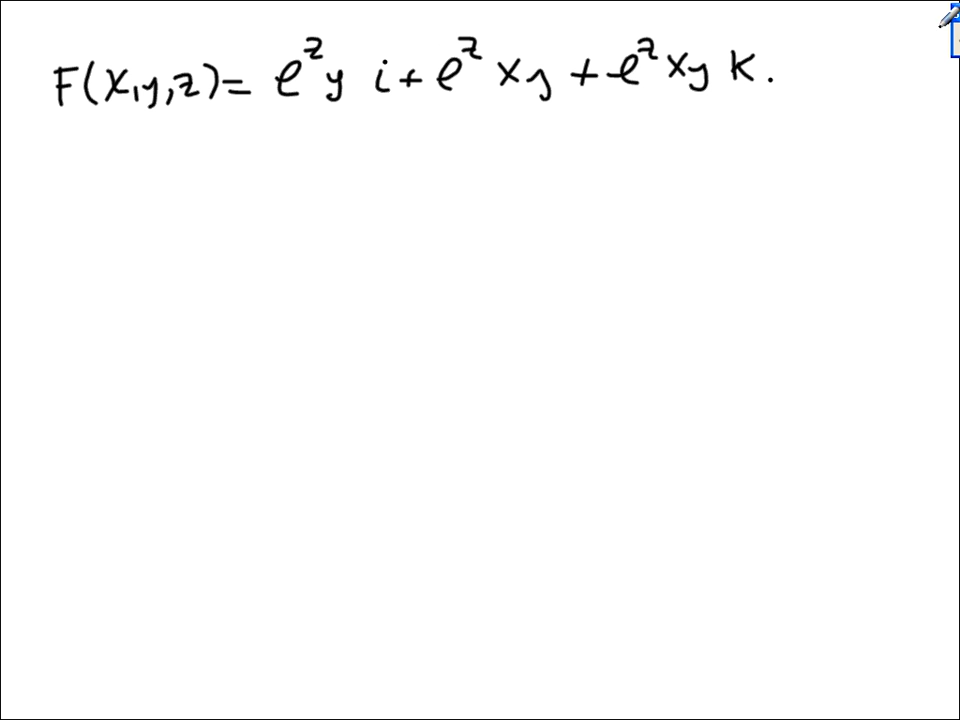 F(x,y,z)= e^z y i + e^z x j + e^z xy k.